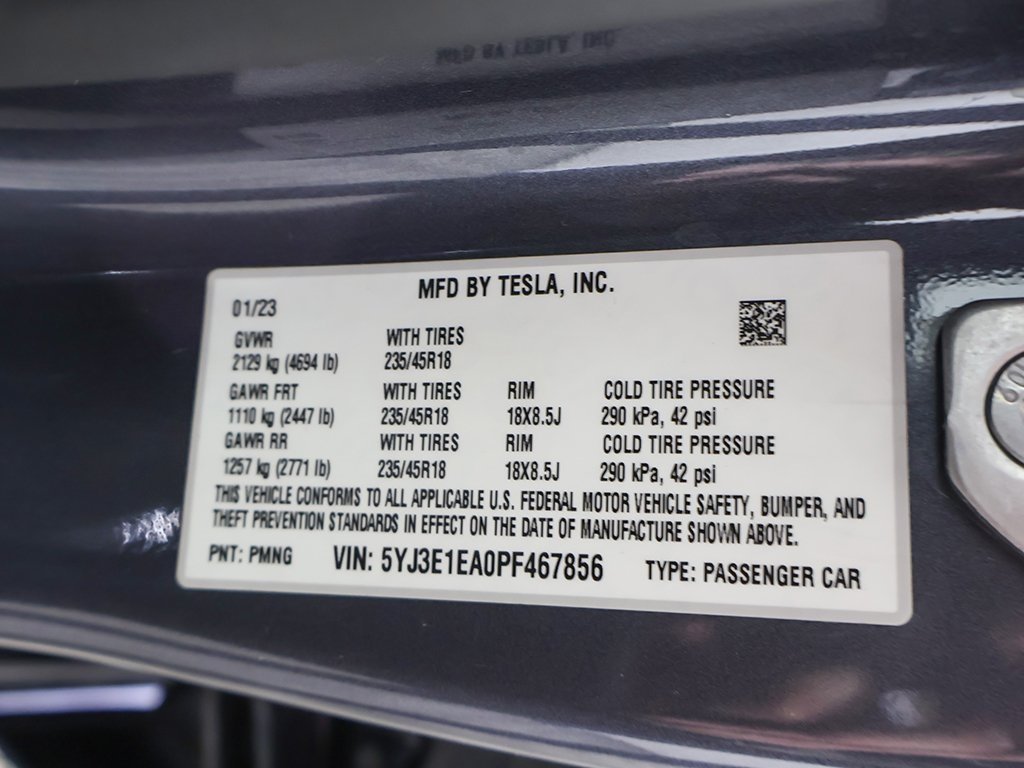 MFD BY TESLA, INC.
01/23
GVWR WITH TIRES
2129 kg (4694 lb) 235/45R18
GAWR FRT WITH TIRES RIM COLD TIRE PRESSURE
1110 kg (2447 lb) 235/45R18 18X8.5J 290 kPa, 42 psi
GAWR RR WITH TIRES RIM COLD TIRE PRESSURE
1257 kg (2771 lb) 235/45R18 18X8.5J 290 kPa, 42 psi
THIS VEHICLE CONFORMS TO ALL APPLICABLE U.S. FEDERAL MOTOR VEHICLE SAFETY, BUMPER, AND
THEFT PREVENTION STANDARDS IN EFFECT ON THE DATE OF MANUFACTURE SHOWN ABOVE.
PNT: PMNG VIN: 5YJ3E1EA0PF467856 TYPE: PASSENGER CAR